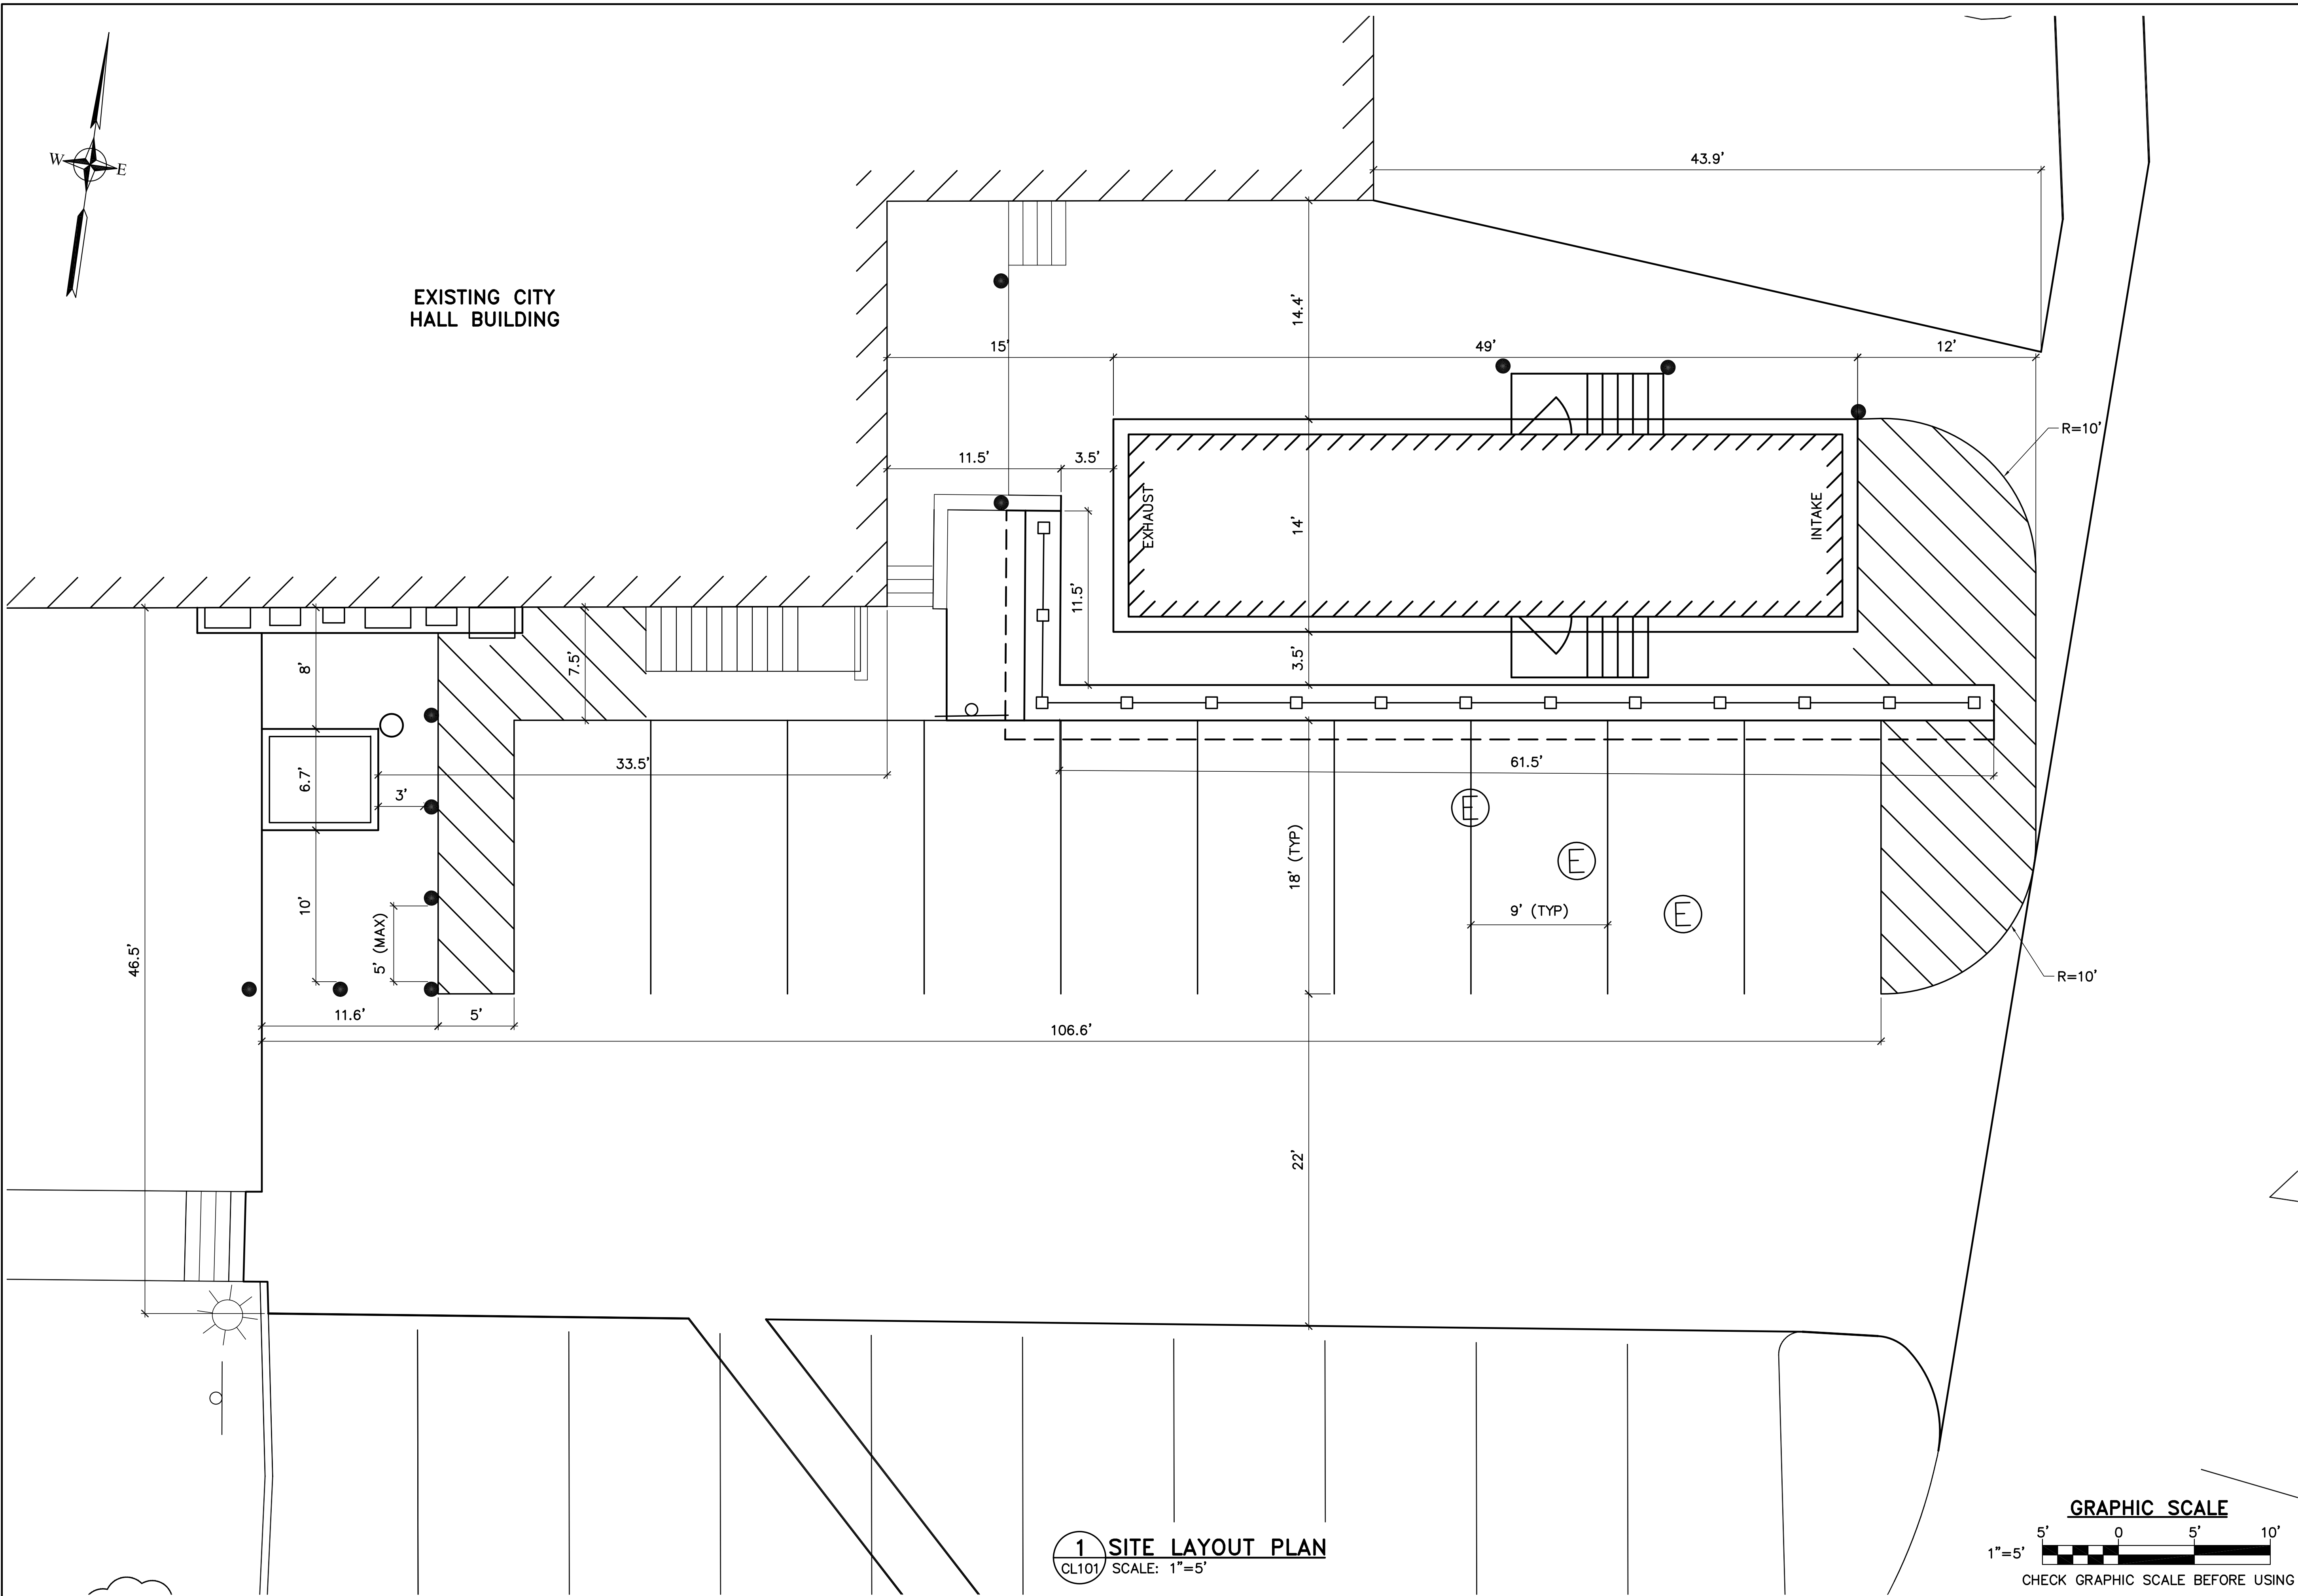 43.9'
W
E
EXISTING CITY
HALL BUILDING
14.4'
15'
49'
12'
R=10'
11.5'
3.5'
EXHAUST
14'
INTAKE
11.5'
8'
7.5'
3.5'
33.5'
61.5'
6.7'
3'
E
E
E
18' (TYP)
9' (TYP)
10'
5' (MAX)
46.5'
R=10'
11.6'
5'
106.6'
22'
1
CL101
SITE LAYOUT PLAN
SCALE: 1"=5'
GRAPHIC SCALE
5' 0 5' 10'
1"=5'
CHECK GRAPHIC SCALE BEFORE USING